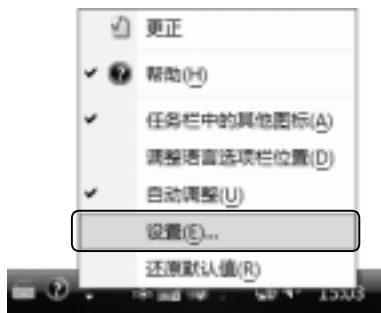 更正
帮助(H)
任务栏中的其他图标(A)
调整语言选项栏位置(D)
自动调整(U)
设置(E)...
还原默认值(R)
15:03